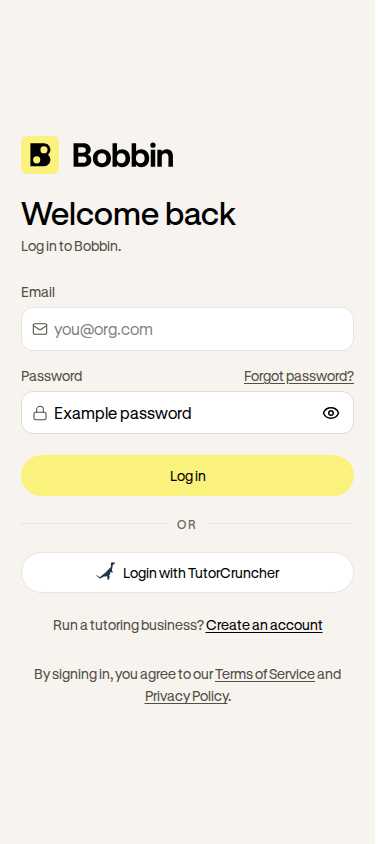 Bobbin
Welcome back
Log in to Bobbin.
Email
you@org.com
Password Forgot password?
Example password
Log in
OR
Login with TutorCruncher
Run a tutoring business? Create an account
By signing in, you agree to our Terms of Service and
Privacy Policy.